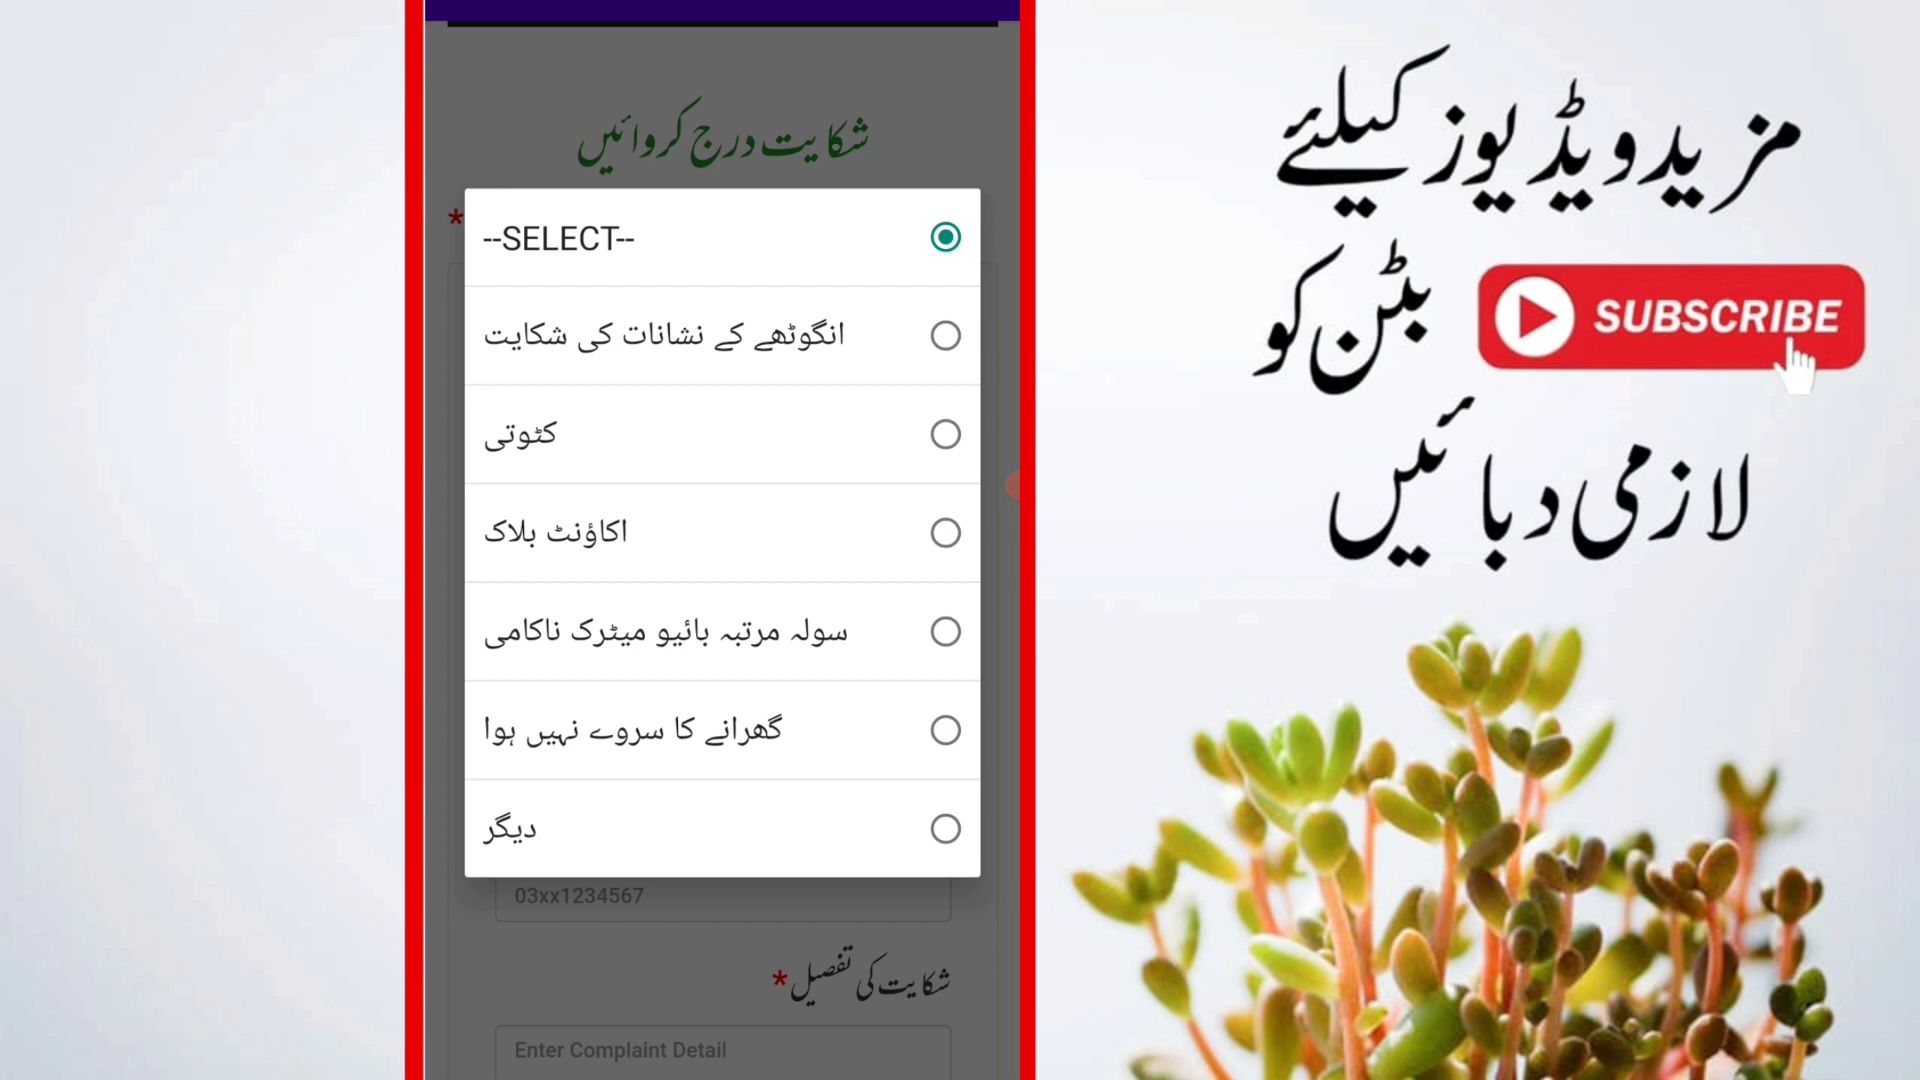 شکایت درج کروائیں
*
--SELECT--
انگوٹھے کے نشانات کی شکایت
کٹوتی
اکاؤنٹ بلاک
سولہ مرتبہ بائیو میٹرک ناکامی
گھرانے کا سروے نہیں ہوا
دیگر
03xx1234567
شکایت کی تفصیل *
Enter Complaint Detail
مزید ویڈیوز کیلئے
SUBSCRIBE بٹن کو
لازمی دبائیں